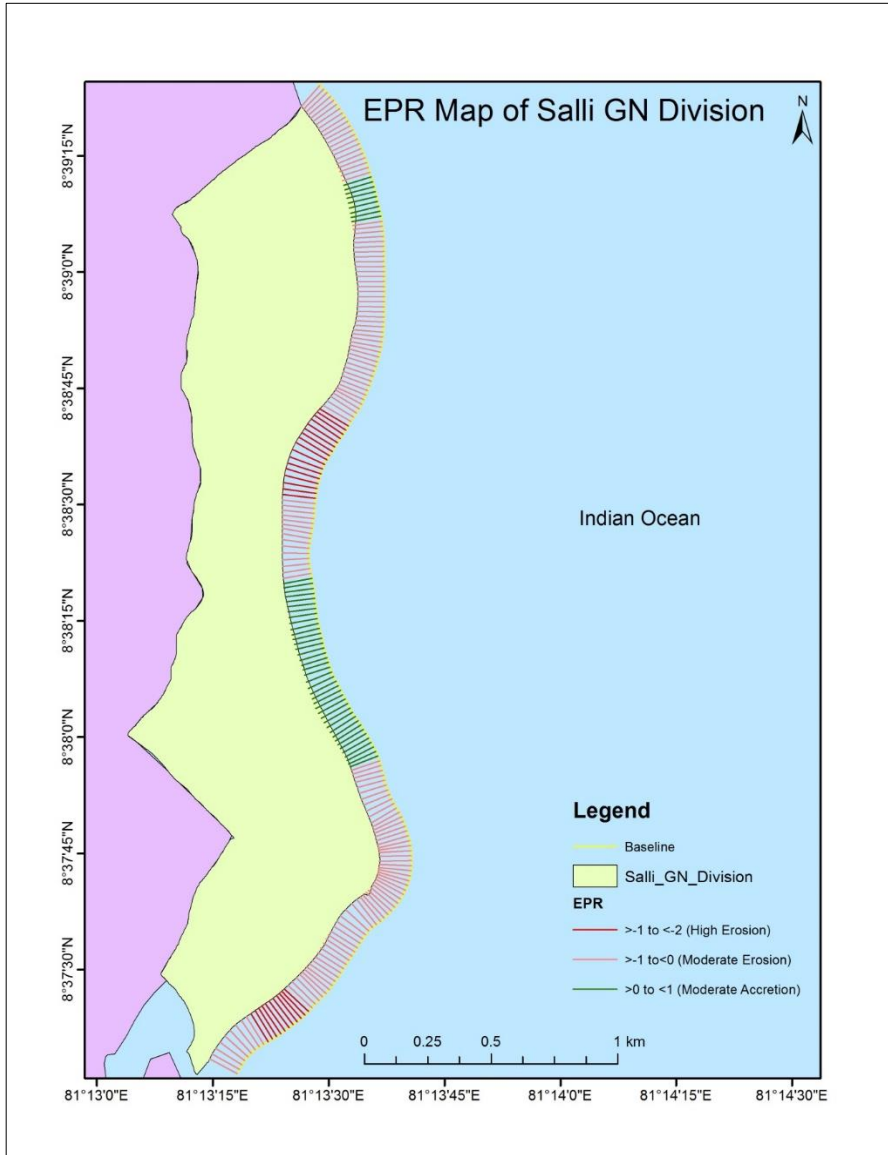 EPR Map of Salli GN Division
N
8°39'15"N
8°39'0"N
8°38'45"N
8°38'30"N
8°38'15"N
8°38'0"N
8°37'45"N
8°37'30"N
Indian Ocean
Legend
Baseline
Salli_GN_Division
EPR
>-1 to <-2 (High Erosion)
>-1 to<0 (Moderate Erosion)
>0 to <1 (Moderate Accretion)
0 0.25 0.5 1 km
81°13'0"E 81°13'15"E 81°13'30"E 81°13'45"E 81°14'0"E 81°14'15"E 81°14'30"E